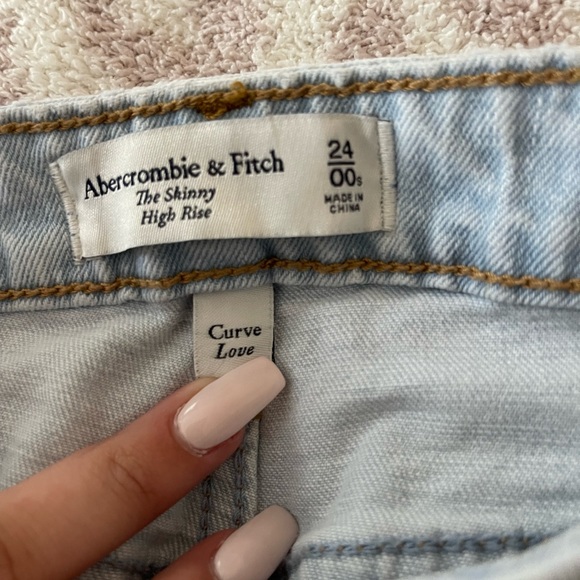 Abercrombie & Fitch
The Skinny
High Rise
24
00s
MADE IN
CHINA
Curve
Love